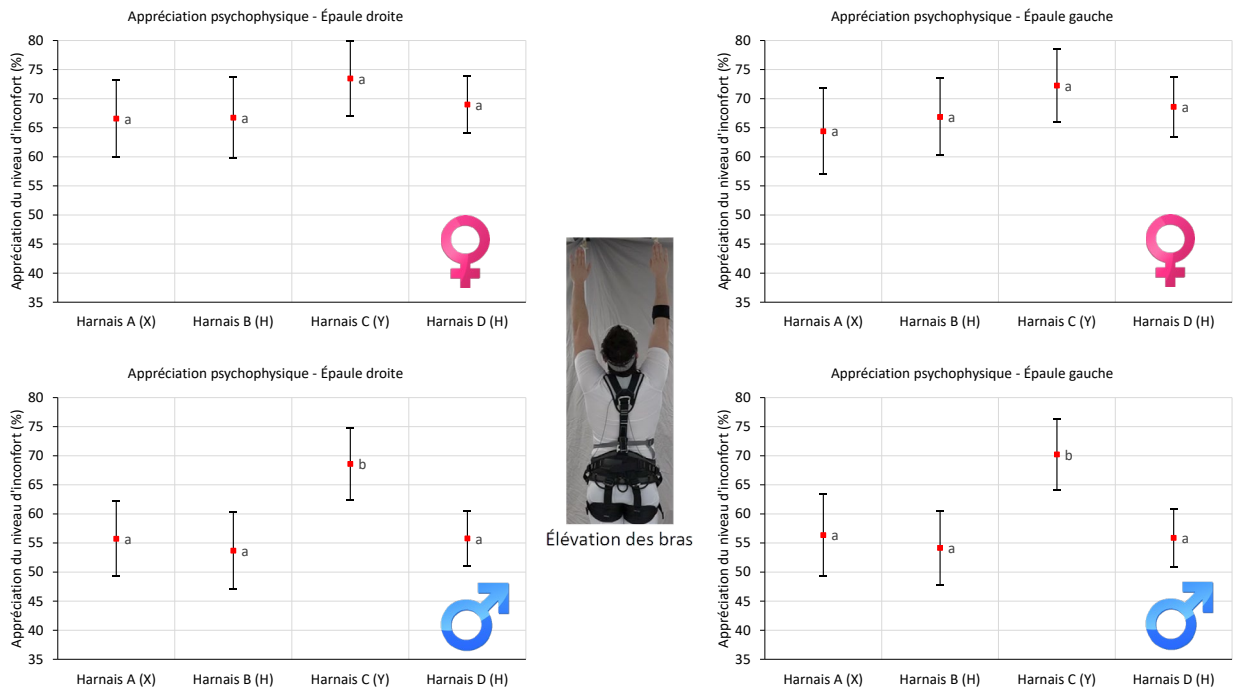 Appréciation psychophysique - Épaule droite
Appréciation du niveau d'inconfort (%)
80
75
a
70
a
a
a
65
60
55
50
45
40
35
Harnais A (X) Harnais B (H) Harnais C (Y) Harnais D (H)
Appréciation psychophysique - Épaule gauche
Appréciation du niveau d'inconfort (%)
80
75
a
70
a
a
a
65
60
55
50
45
40
35
Harnais A (X) Harnais B (H) Harnais C (Y) Harnais D (H)
Élévation des bras
Appréciation psychophysique - Épaule droite
Appréciation du niveau d'inconfort (%)
80
75
70
b
65
60
55
a
a
a
50
45
40
35
Harnais A (X) Harnais B (H) Harnais C (Y) Harnais D (H)
Appréciation psychophysique - Épaule gauche
Appréciation du niveau d'inconfort (%)
80
75
70
b
65
60
55
a
a
a
50
45
40
35
Harnais A (X) Harnais B (H) Harnais C (Y) Harnais D (H)